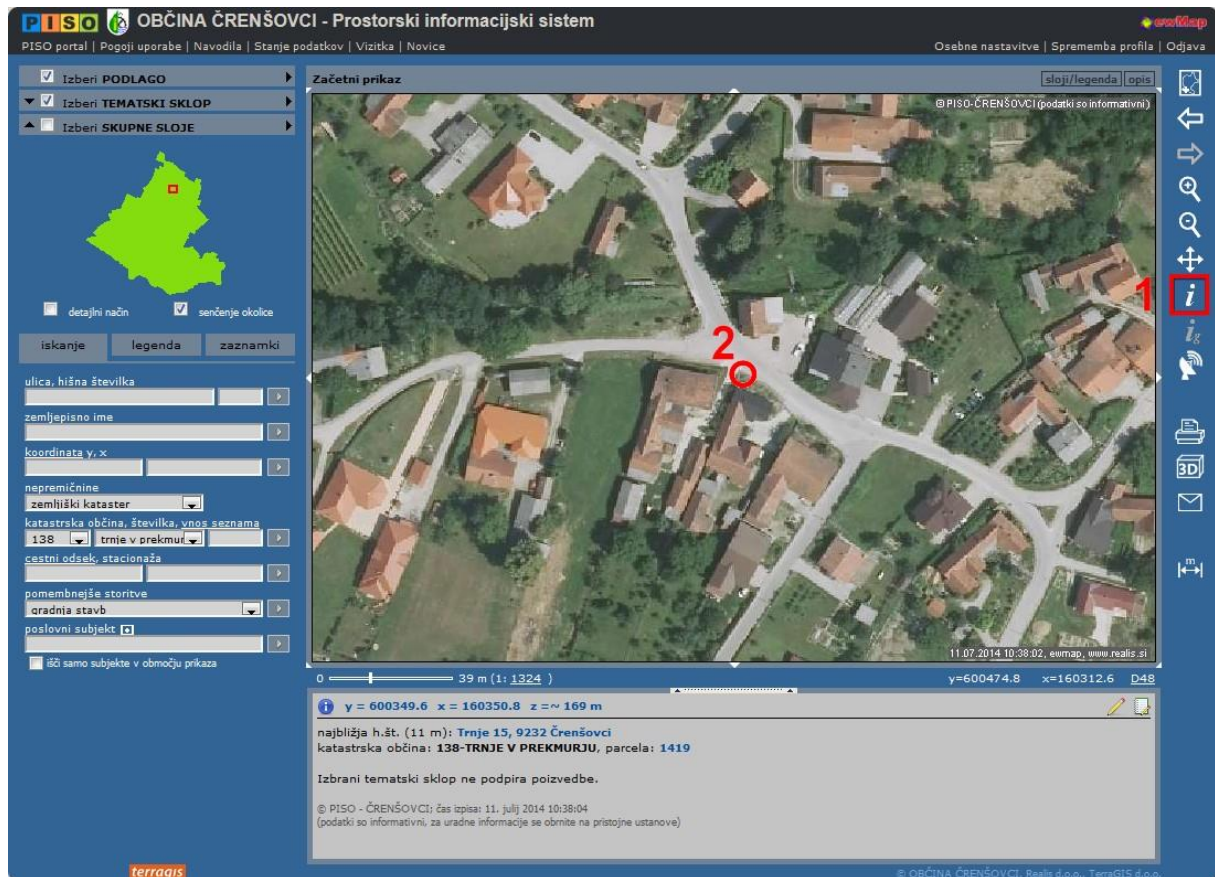 PISO OBČINA ČRENŠOVCI - Prostorski informacijski sistem
ewMap
PISO portal | Pogoji uporabe | Navodila | Stanje podatkov | Vizitka | Novice
Osebne nastavitve | Sprememba profila | Odjava
Izberi PODLAGO
Izberi TEMATSKI SKLOP
Izberi SKUPNE SLOJE
detajlni način
senčenje okolice
iskanje
legenda
zaznamki
ulica, hišna številka
zemljepisno ime
koordinata y, x
nepremičnine
zemljiški kataster
katastrska občina, številka, vnos seznama
138
trnje v prekmur
cestni odsek, stacionaža
pomembnejše storitve
gradnja stavb
poslovni subjekt
išči samo subjekte v območju prikaza
terragis
Začetni prikaz
sloji/legenda
opis
© PISO-ČRENŠOVCI (podatki so informativni)
1
2
11.07.2014 10:38:02, ewmap, www.realis.si
0
39 m (1: 1324 )
y=600474.8 x=160312.6 D48
y = 600349.6 x = 160350.8 z =~ 169 m
najbližja h.št. (11 m): Trnje 15, 9232 Črenšovci
katastrska občina: 138-TRNJE V PREKMURJU, parcela: 1419
Izbrani tematski sklop ne podpira poizvedbe.
© PISO - ČRENŠOVCI; čas izpisa: 11. julij 2014 10:38:04
(podatki so informativni, za uradne informacije se obrnite na pristojne ustanove)
© OBČINA ČRENŠOVCI, Realis d.o.o., TerraGIS d.o.o.
i
i g
3D
m